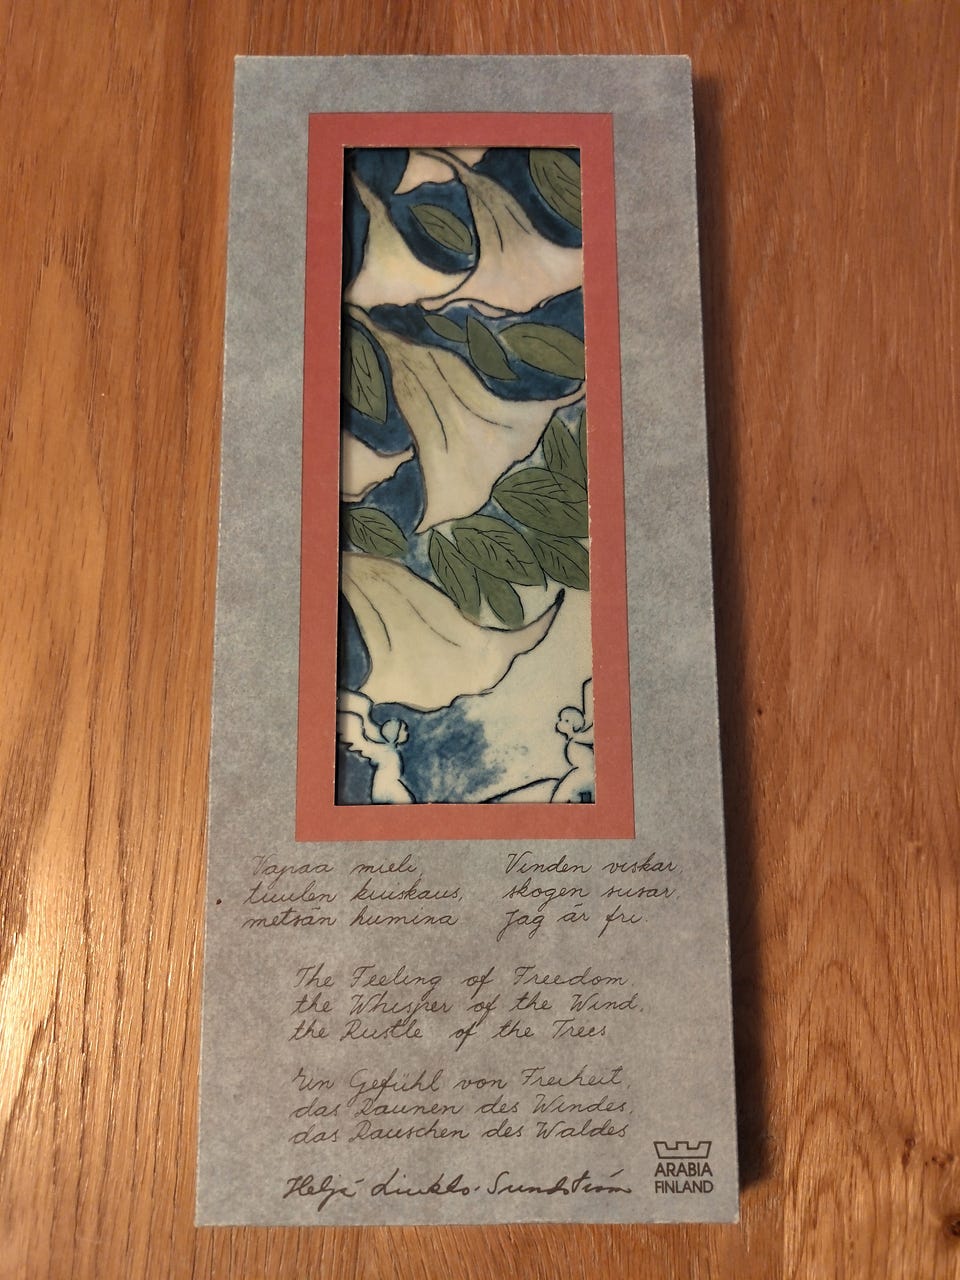 Vapaa mieli,
tuulen kuiskaus,
metsän humina
Vinden viskar,
skogen susar,
Jag är fri.
The Feeling of Freedom,
the Whisper of the Wind,
the Rustle of the Trees
Ein Gefühl von Freiheit,
das Raunen des Windes,
das Rauschen des Waldes
Heljä Liukko-Sundström
ARABIA
FINLAND